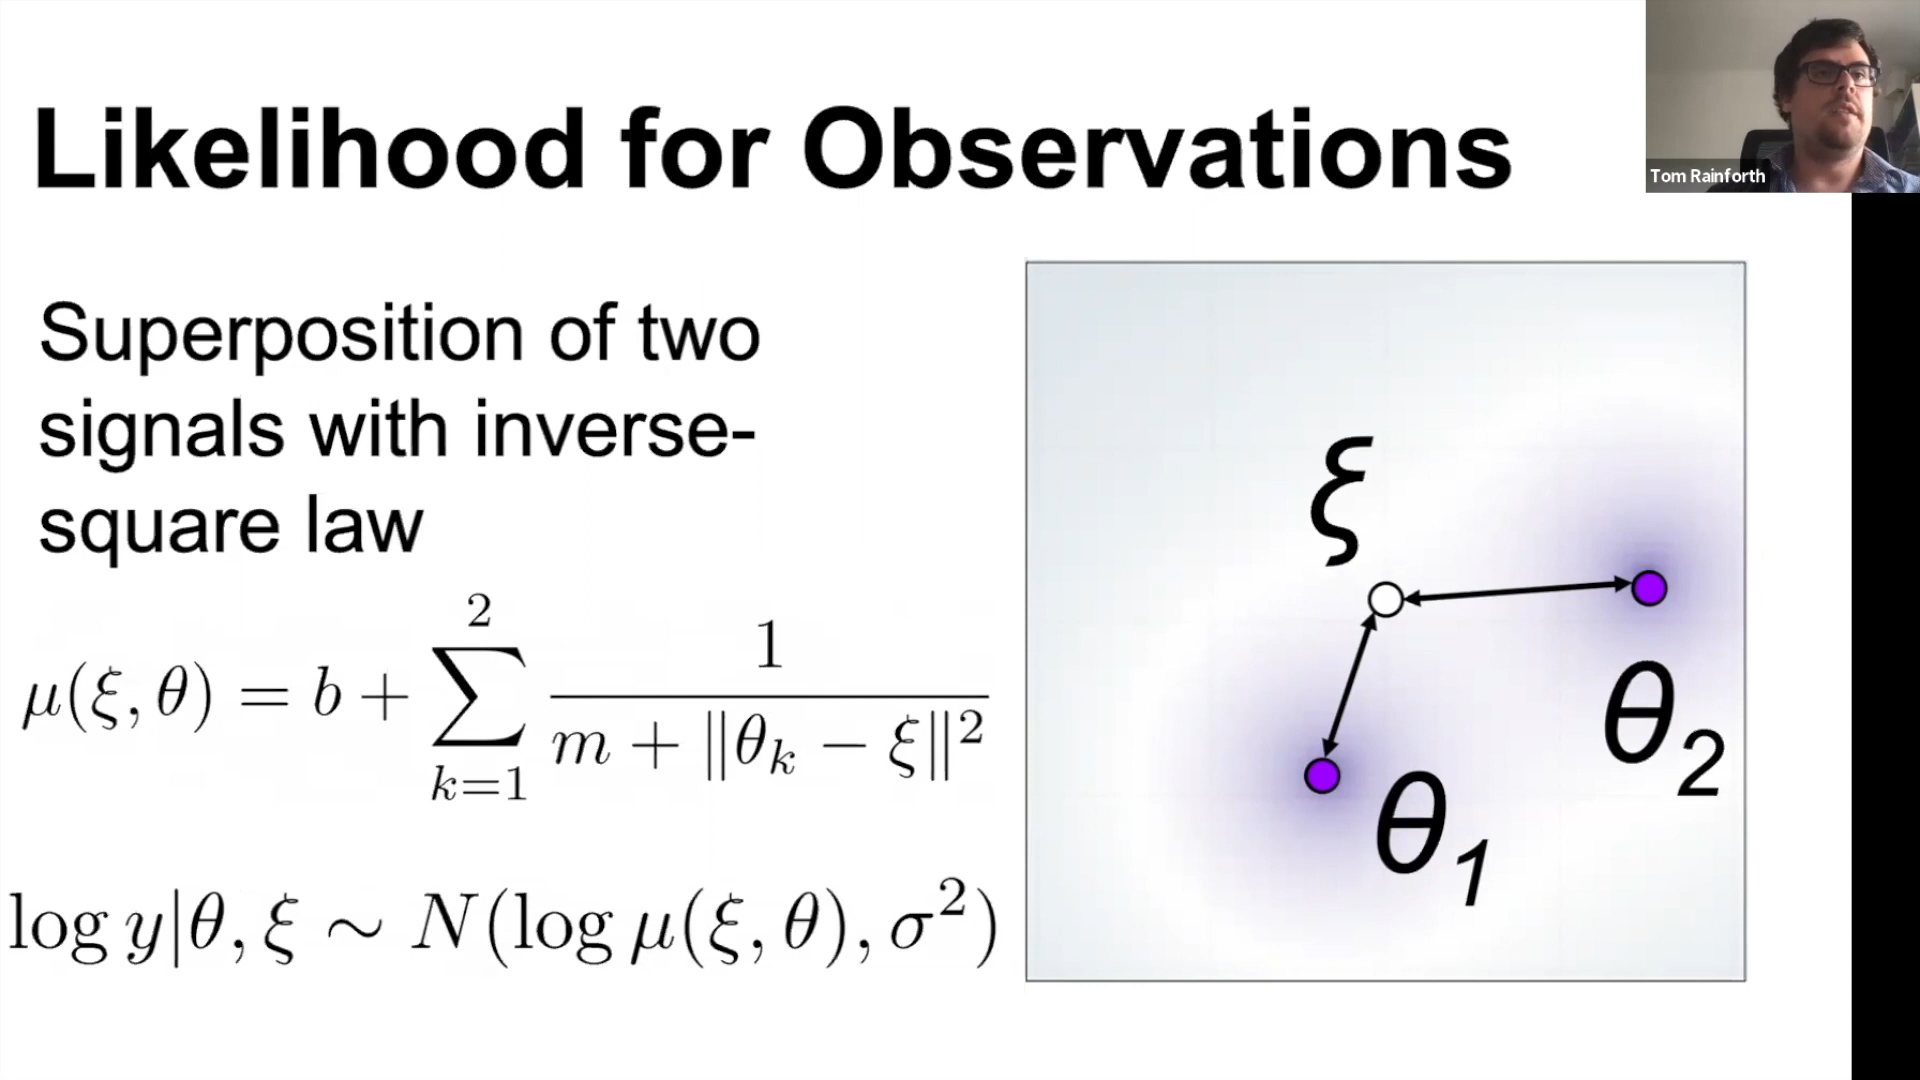 Likelihood for Observations
Tom Rainforth
Superposition of two
signals with inverse-
square law
μ(ξ, θ) = b + ∑_{k=1}^{2} 1 / (m + ‖θ_k − ξ‖²)
log y|θ, ξ ∼ N(log μ(ξ, θ), σ²)
ξ
θ₂
θ₁